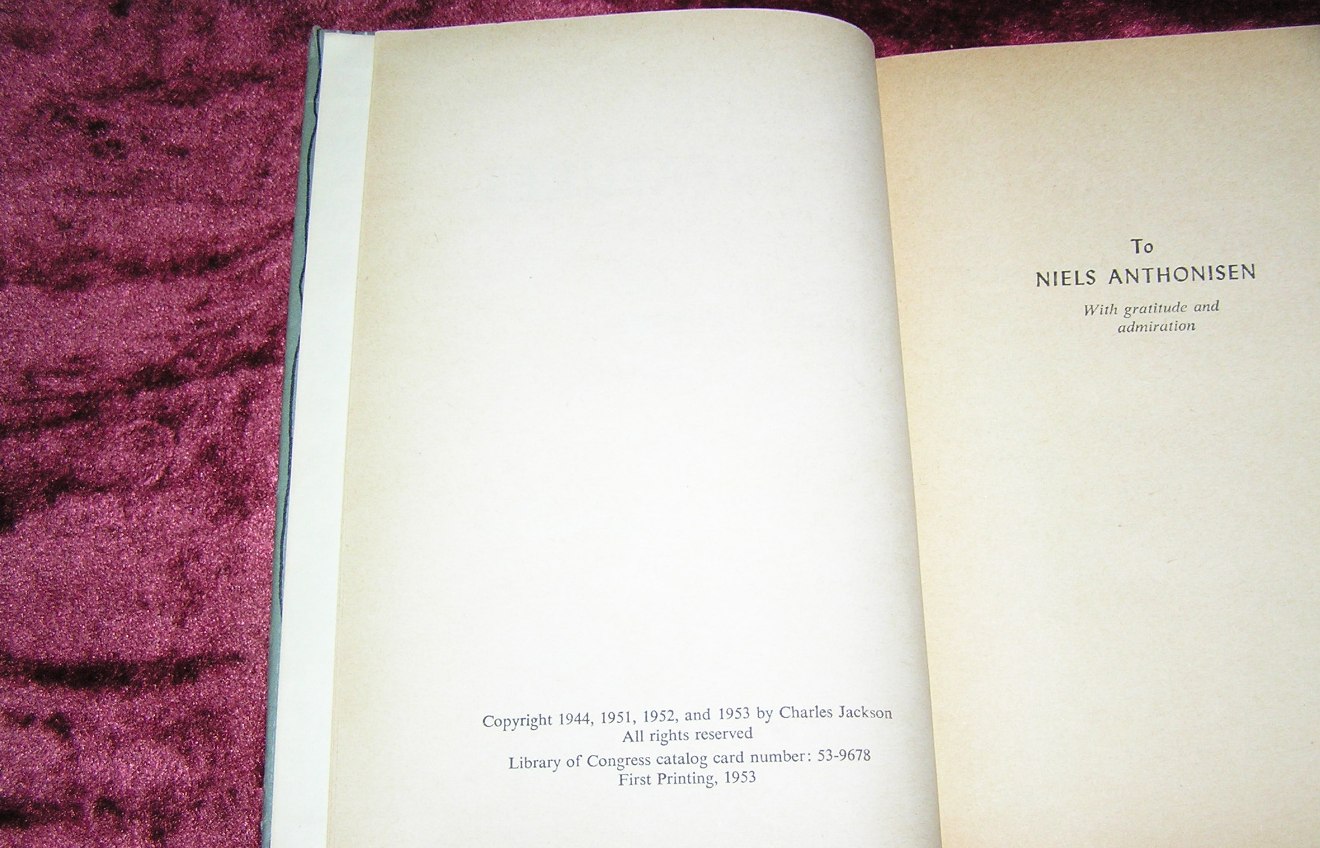 Copyright 1944, 1951, 1952, and 1953 by Charles Jackson
All rights reserved
Library of Congress catalog card number: 53-9678
First Printing, 1953
To
NIELS ANTHONISEN
With gratitude and
admiration